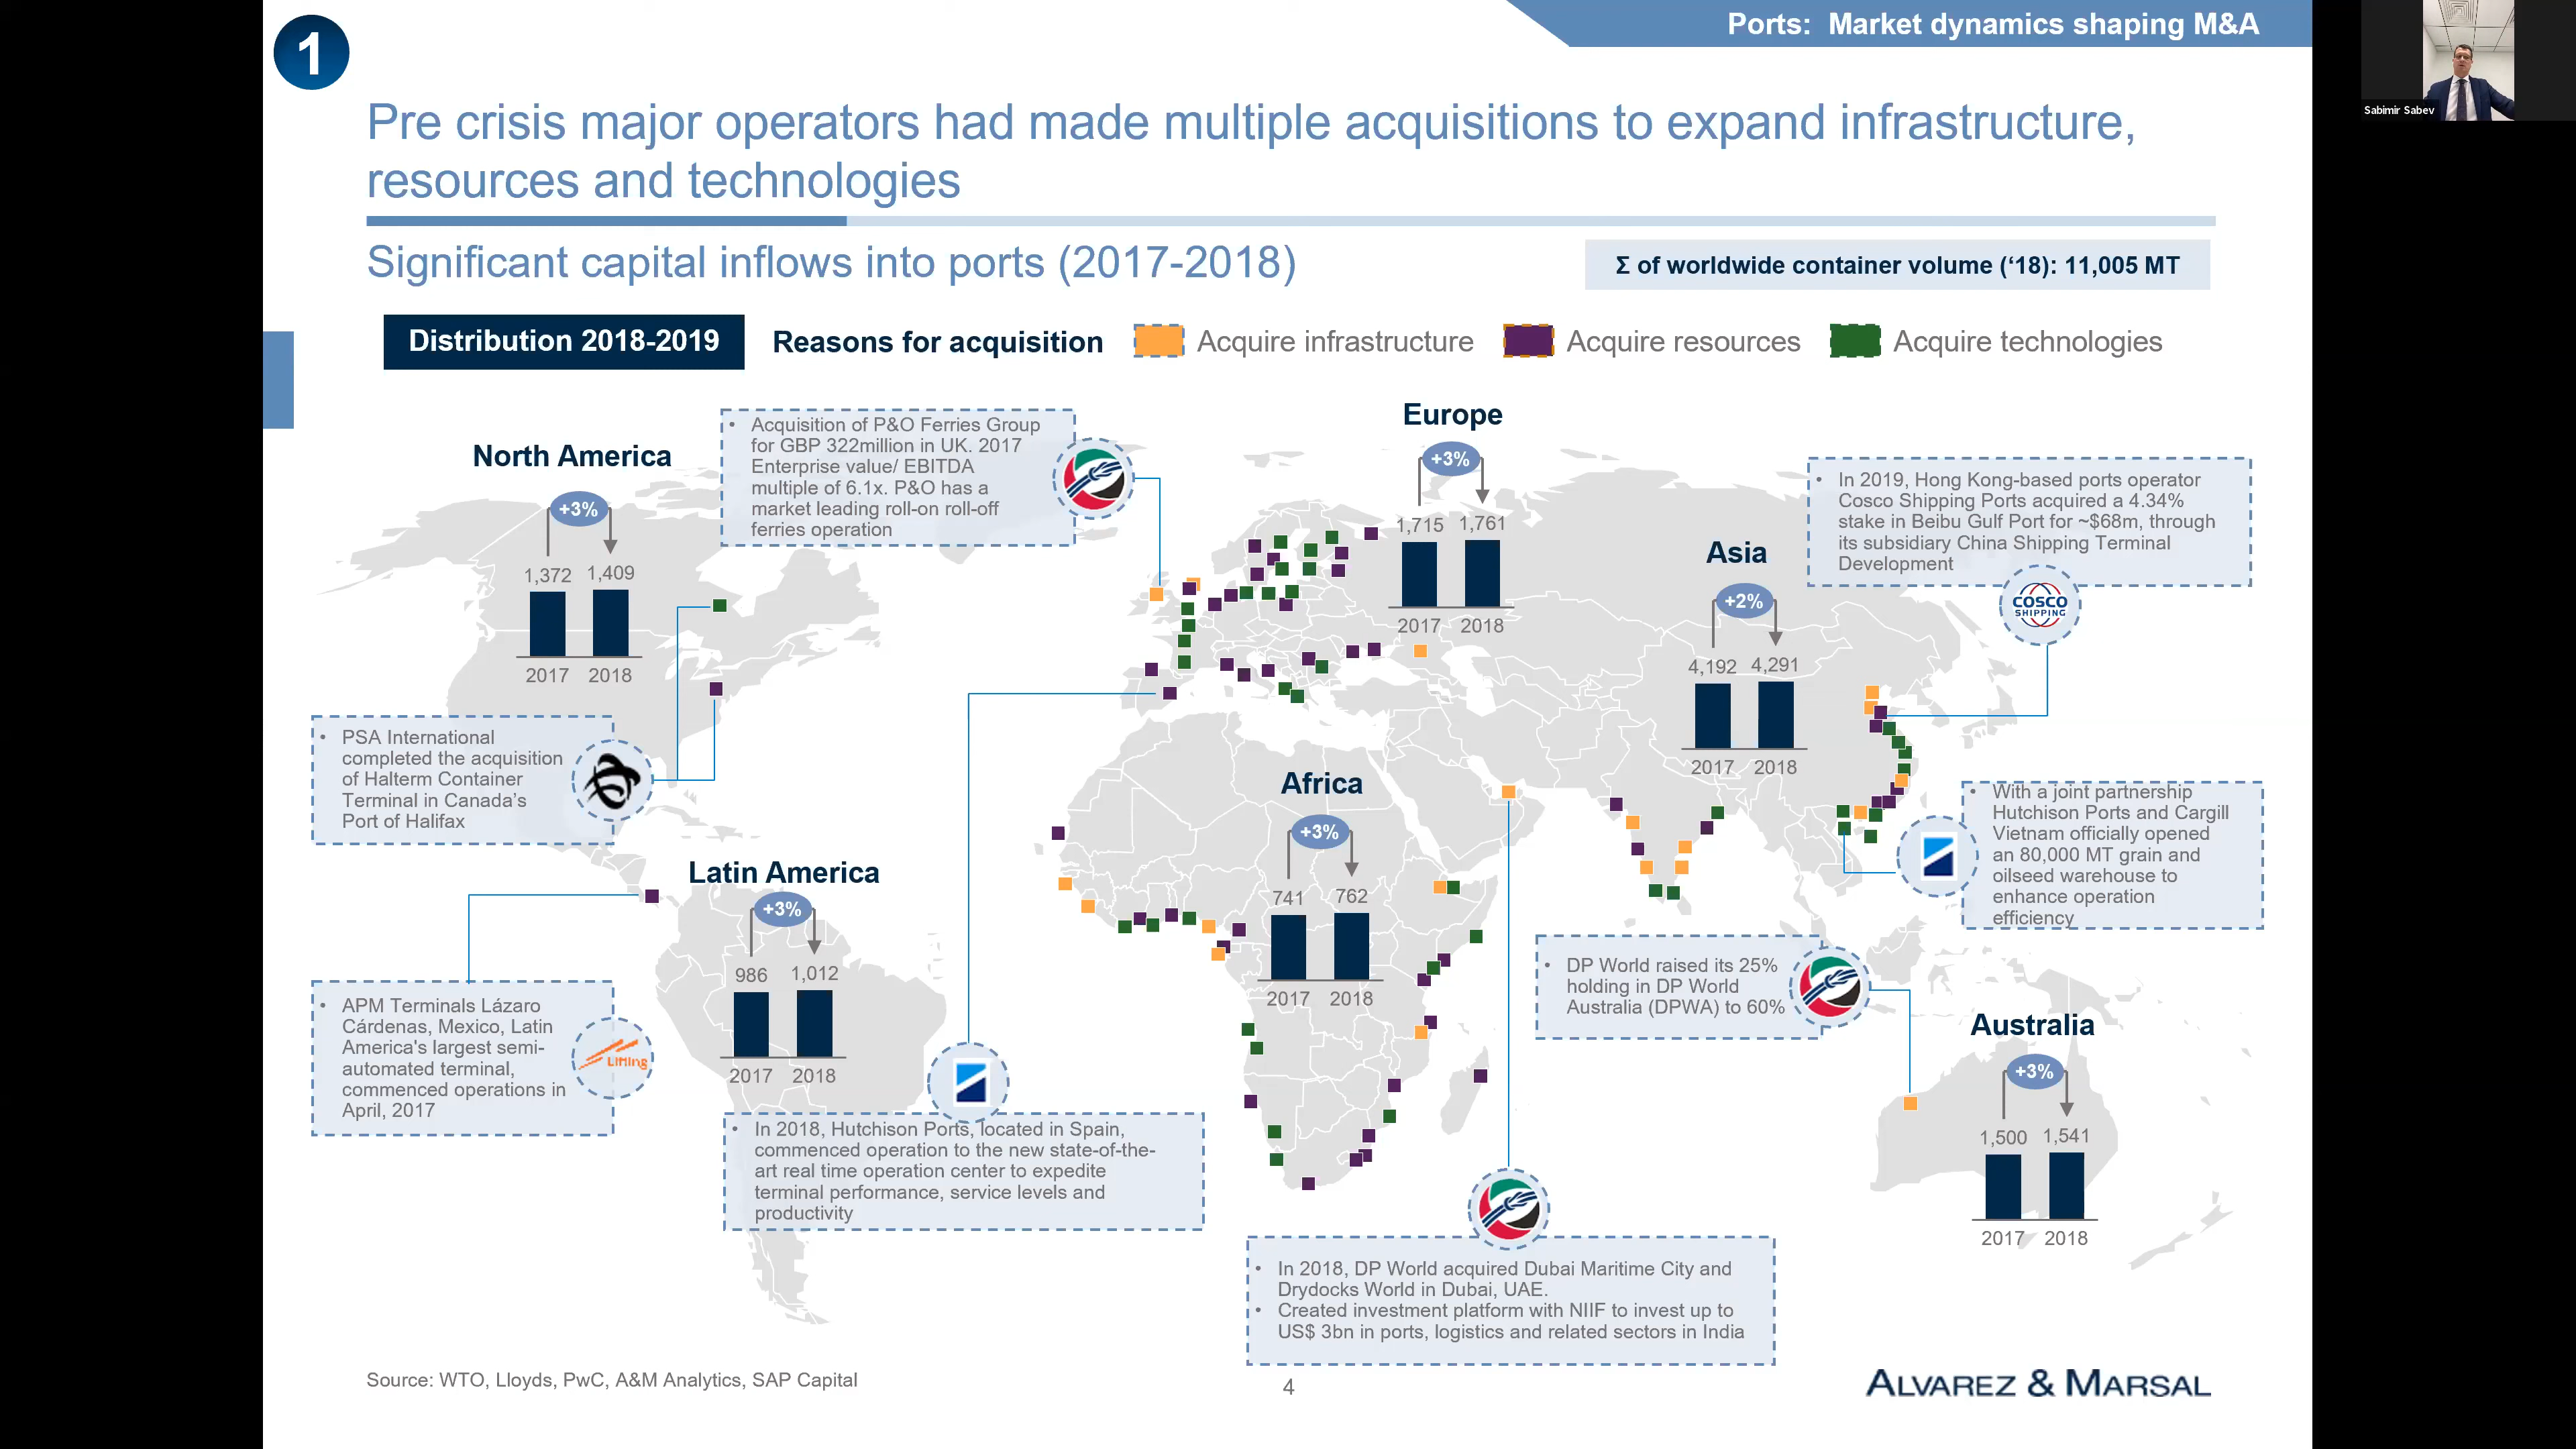 Ports: Market dynamics shaping M&A
1
Sabimir Sabev
Pre crisis major operators had made multiple acquisitions to expand infrastructure,
resources and technologies
Significant capital inflows into ports (2017-2018)
Σ of worldwide container volume (‘18): 11,005 MT
Distribution 2018-2019
Reasons for acquisition
Acquire infrastructure
Acquire resources
Acquire technologies
North America
+3%
1,372 1,409
2017 2018
• Acquisition of P&O Ferries Group
for GBP 322million in UK. 2017
Enterprise value/ EBITDA
multiple of 6.1x. P&O has a
market leading roll-on roll-off
ferries operation
Europe
+3%
1,715 1,761
2017 2018
Asia
+2%
4,192 4,291
2017 2018
• In 2019, Hong Kong-based ports operator
Cosco Shipping Ports acquired a 4.34%
stake in Beibu Gulf Port for ~$68m, through
its subsidiary China Shipping Terminal
Development
COSCO
SHIPPING
• PSA International
completed the acquisition
of Halterm Container
Terminal in Canada’s
Port of Halifax
Africa
+3%
741 762
2017 2018
• With a joint partnership
Hutchison Ports and Cargill
Vietnam officially opened
an 80,000 MT grain and
oilseed warehouse to
enhance operation
efficiency
Latin America
+3%
986 1,012
2017 2018
• DP World raised its 25%
holding in DP World
Australia (DPWA) to 60%
• APM Terminals Lázaro
Cárdenas, Mexico, Latin
America's largest semi-
automated terminal,
commenced operations in
April, 2017
Lifting
Australia
+3%
1,500 1,541
2017 2018
• In 2018, Hutchison Ports, located in Spain,
commenced operation to the new state-of-the-
art real time operation center to expedite
terminal performance, service levels and
productivity
• In 2018, DP World acquired Dubai Maritime City and
Drydocks World in Dubai, UAE.
• Created investment platform with NIIF to invest up to
US$ 3bn in ports, logistics and related sectors in India
Source: WTO, Lloyds, PwC, A&M Analytics, SAP Capital
4
ALVAREZ & MARSAL